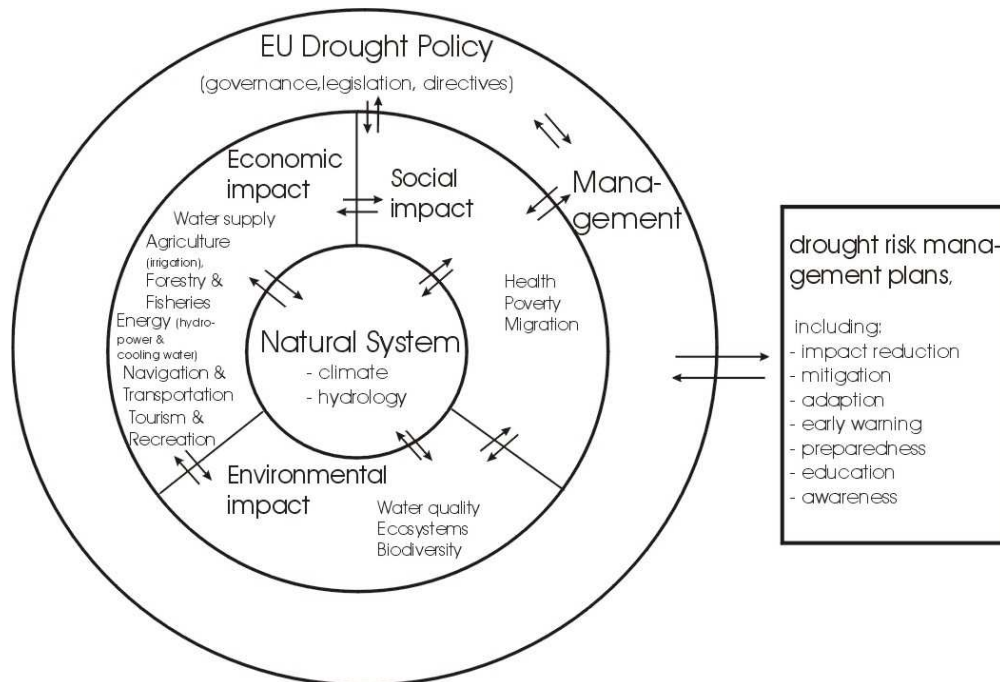 EU Drought Policy
(governance,legislation, directives)
Economic
impact
Water supply
Agriculture
(irrigation),
Forestry &
Fisheries
Energy (hydro-
power &
cooling water)
Navigation &
Transportation
Tourism &
Recreation
Social
impact
Health
Poverty
Migration
Mana-
gement
Natural System
- climate
- hydrology
Environmental
impact
Water quality
Ecosystems
Biodiversity
drought risk mana-
gement plans,
including:
- impact reduction
- mitigation
- adaption
- early warning
- preparedness
- education
- awareness